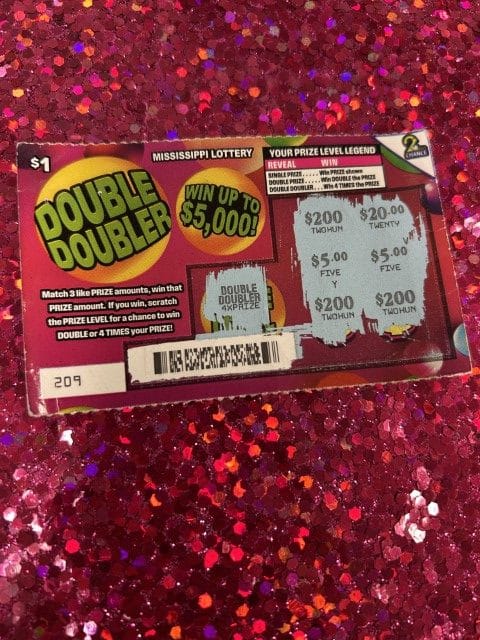 $1
MISSISSIPPI LOTTERY
YOUR PRIZE LEVEL LEGEND
REVEAL WIN
SINGLE PRIZE.....Win PRIZE shown
DOUBLE PRIZE.....Win DOUBLE the PRIZE
DOUBLE DOUBLER...Win 4 TIMES the PRIZE
2
CHANCE
DOUBLE
DOUBLER
WIN UP TO
$5,000!
Match 3 like PRIZE amounts, win that
PRIZE amount. If you win, scratch
the PRIZE LEVEL for a chance to win
DOUBLE or 4 TIMES your PRIZE!
DOUBLE
DOUBLER
4XPRIZE
$200 $20.00
TWOHUN TWENTY
V
$5.00 $5.00
FIVE FIVE
Y
$200 $200
TWOHUN TWOHUN
209